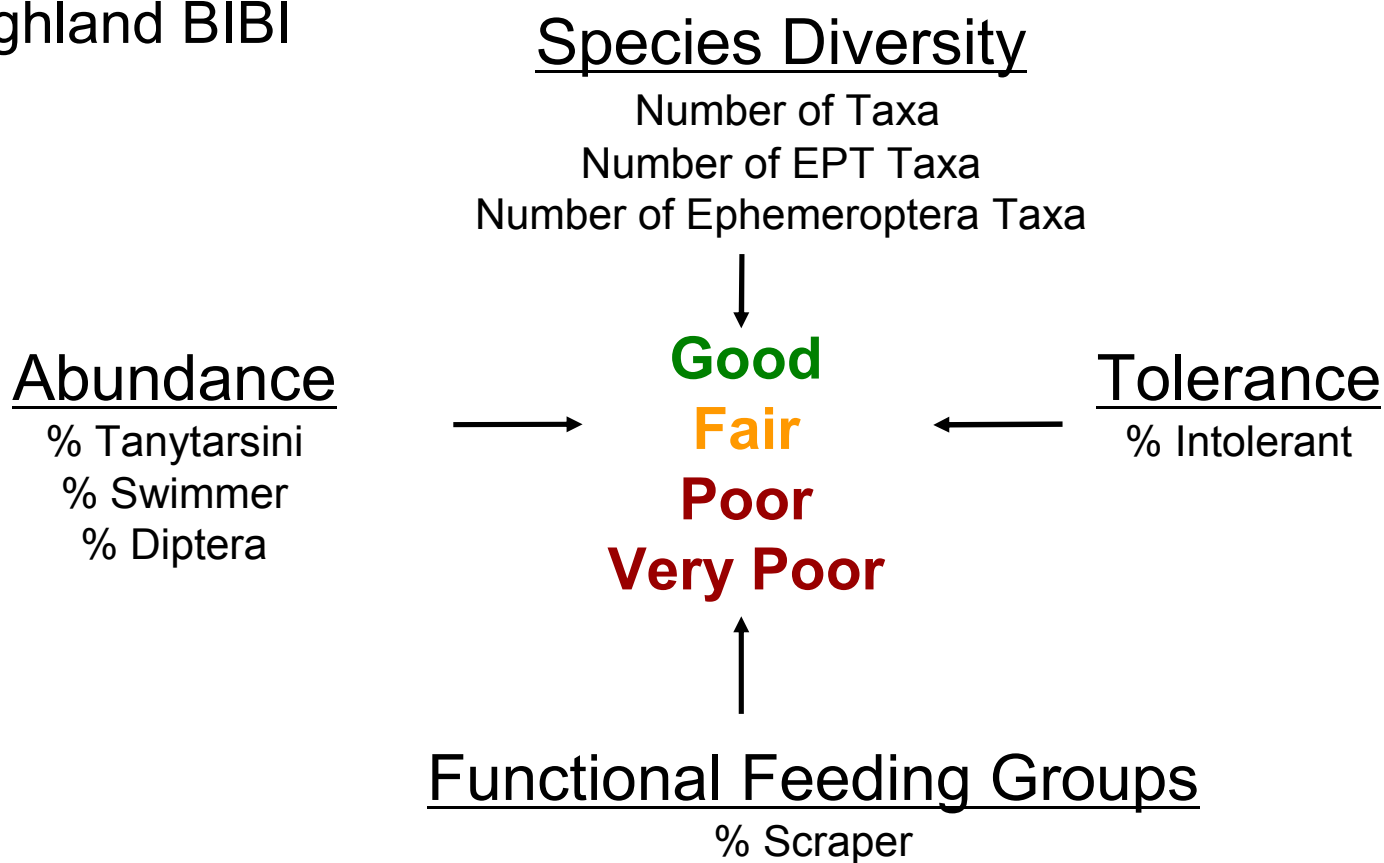 ghland BIBI
Species Diversity
Number of Taxa
Number of EPT Taxa
Number of Ephemeroptera Taxa
Abundance
% Tanytarsini
% Swimmer
% Diptera
Good
Fair
Poor
Very Poor
Tolerance
% Intolerant
Functional Feeding Groups
% Scraper